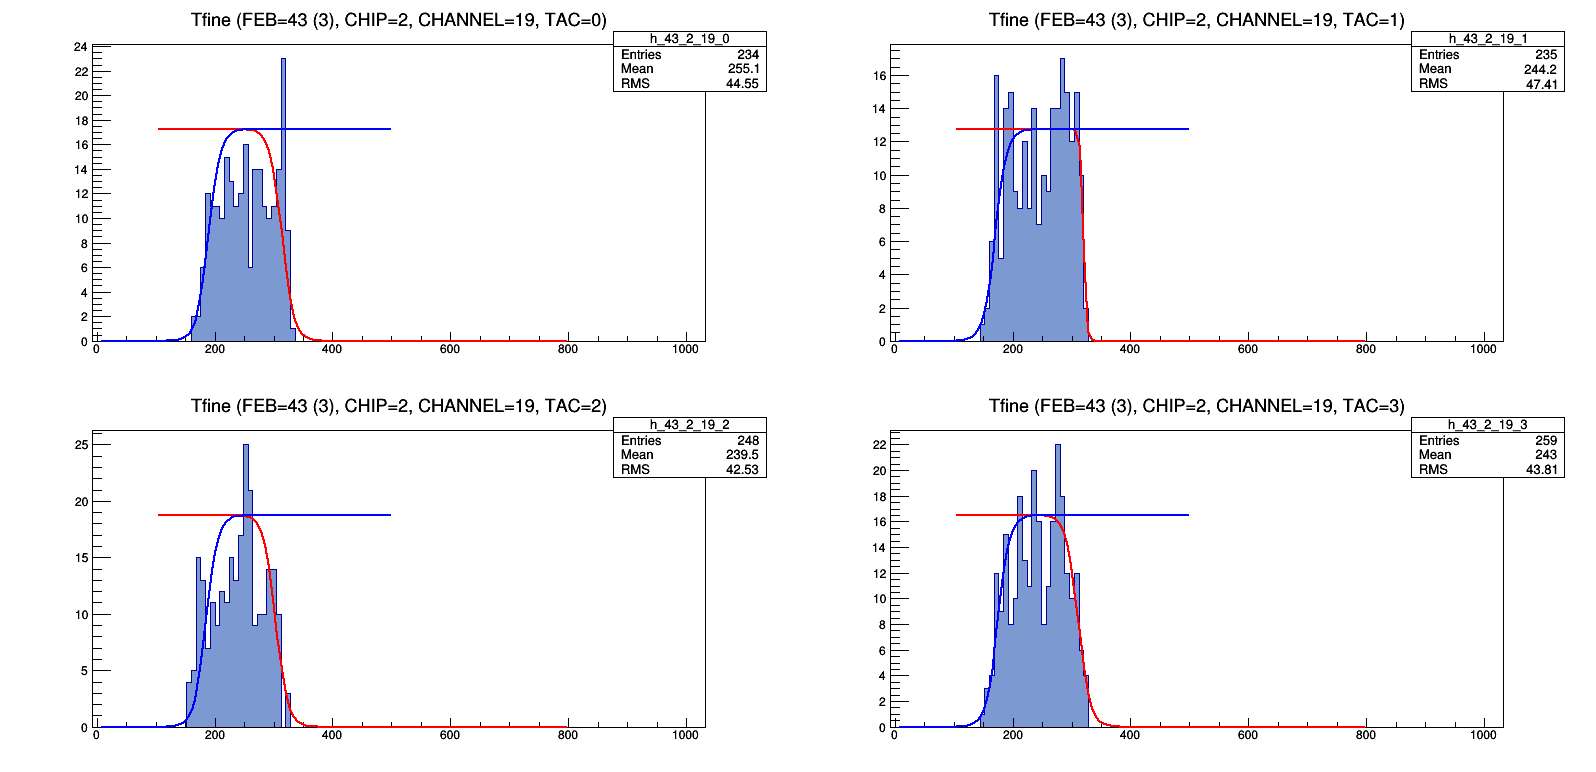 Tfine (FEB=43 (3), CHIP=2, CHANNEL=19, TAC=0)
h_43_2_19_0
Entries 234
Mean 255.1
RMS 44.55
24
22
20
18
16
14
12
10
8
6
4
2
0
0 200 400 600 800 1000
Tfine (FEB=43 (3), CHIP=2, CHANNEL=19, TAC=1)
h_43_2_19_1
Entries 235
Mean 244.2
RMS 47.41
16
14
12
10
8
6
4
2
0
0 200 400 600 800 1000
Tfine (FEB=43 (3), CHIP=2, CHANNEL=19, TAC=2)
h_43_2_19_2
Entries 248
Mean 239.5
RMS 42.53
25
20
15
10
5
0
0 200 400 600 800 1000
Tfine (FEB=43 (3), CHIP=2, CHANNEL=19, TAC=3)
h_43_2_19_3
Entries 259
Mean 243
RMS 43.81
22
20
18
16
14
12
10
8
6
4
2
0
0 200 400 600 800 1000